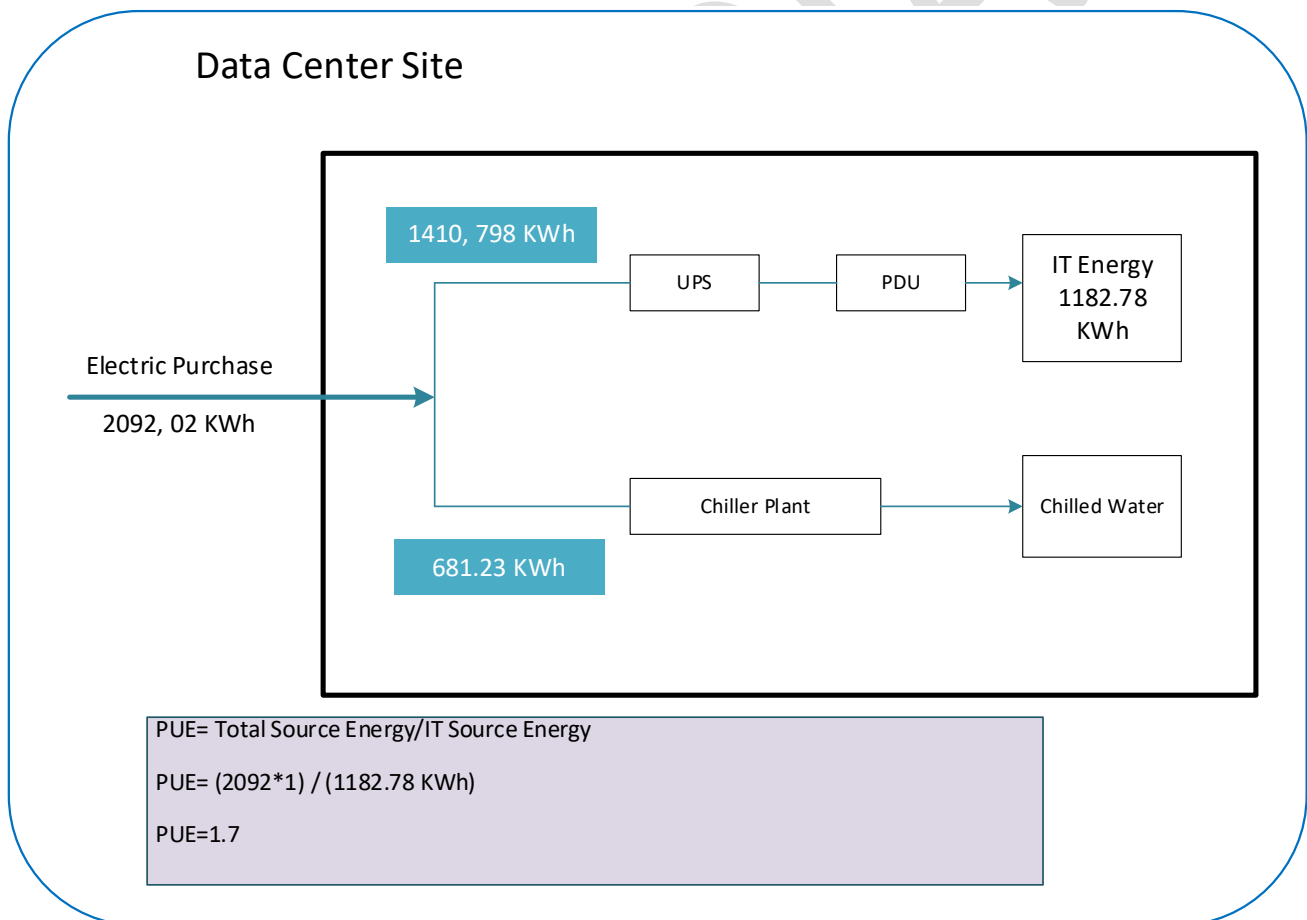 Data Center Site
1410, 798 KWh
UPS
PDU
IT Energy
1182.78
KWh
Electric Purchase
2092, 02 KWh
Chiller Plant
Chilled Water
681.23 KWh
PUE= Total Source Energy/IT Source Energy
PUE= (2092*1) / (1182.78 KWh)
PUE=1.7